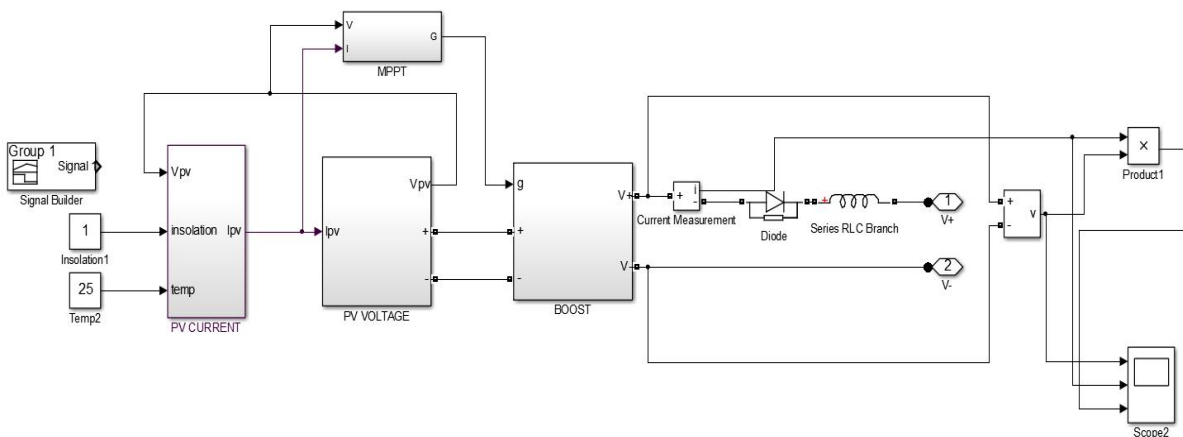 V
G
i
MPPT
Group 1
Signal 1
Signal Builder
Vpv
Vpv
g
V+
i
+
-
Current Measurement
Diode
+
Series RLC Branch
1
V+
+
v
-
×
Product1
1
Insolation1
insolation
Ipv
Ipv
+
+
V-
2
V-
25
Temp2
temp
-
-
PV CURRENT
PV VOLTAGE
BOOST
Scope2